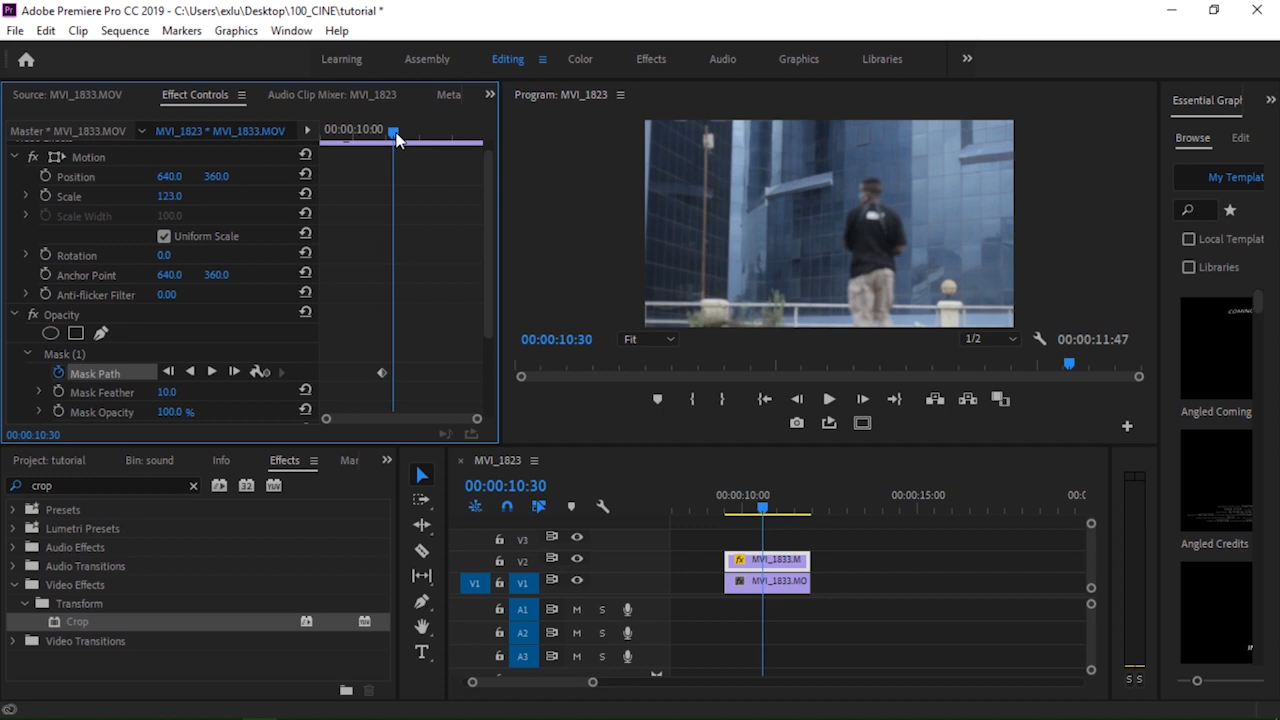 Adobe Premiere Pro CC 2019 - C:\Users\exlu\Desktop\100_CINE\tutorial *
File Edit Clip Sequence Markers Graphics Window Help
Learning Assembly Editing Color Effects Audio Graphics Libraries
Source: MVI_1833.MOV Effect Controls Audio Clip Mixer: MVI_1823 Meta
Program: MVI_1823
Essential Graph
Master * MVI_1833.MOV MVI_1823 * MVI_1833.MOV 00:00:10:00
Browse Edit
Motion
Position 640.0 360.0
My Templat
Scale 123.0
Scale Width 100.0
Uniform Scale
Local Templat
Rotation 0.0
Libraries
Anchor Point 640.0 360.0
Anti-flicker Filter 0.00
fx Opacity
COMING
Mask (1)
00:00:10:30 Fit 1/2 00:00:11:47
Mask Path
Mask Feather 10.0
Mask Opacity 100.0 %
Angled Coming
00:00:10:30
Project: tutorial Bin: sound Info Effects Mar
MVI_1823
crop 32 YUV
00:00:10:30
00:00:10:00 00:00:15:00 00:0
Presets
Lumetri Presets
Audio Effects
Audio Transitions
Video Effects
Transform
Crop
Video Transitions
V3
V2 fx MVI_1833.M
V1 V1 fx MVI_1833.MO
Angled Credits
A1 M S
A2 M S
A3 M S
S S